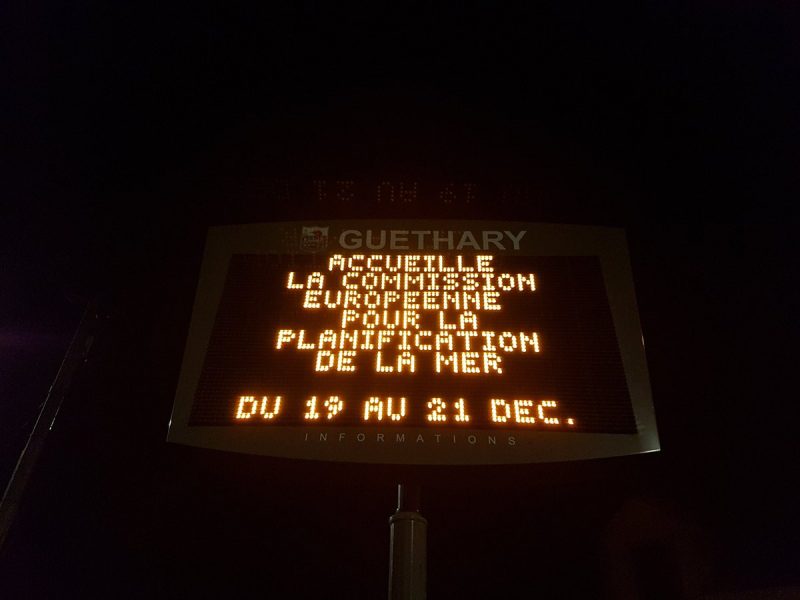 GUETHARY
ACCUEILLE
LA COMMISSION
EUROPEENNE
POUR LA
PLANIFICATION
DE LA MER
DU 19 AU 21 DEC.
INFORMATIONS